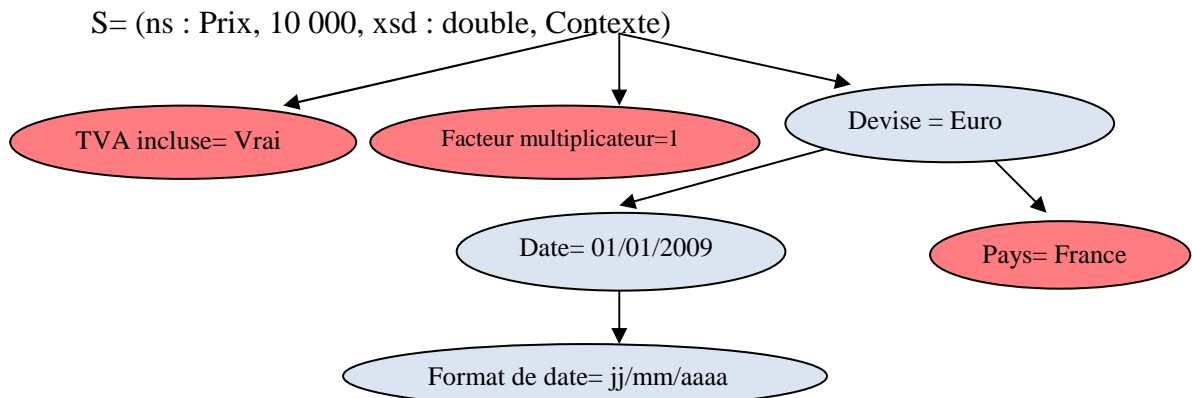 S= (ns : Prix, 10 000, xsd : double, Contexte)
TVA incluse= Vrai
Facteur multiplicateur=1
Devise = Euro
Date= 01/01/2009
Pays= France
Format de date= jj/mm/aaaa